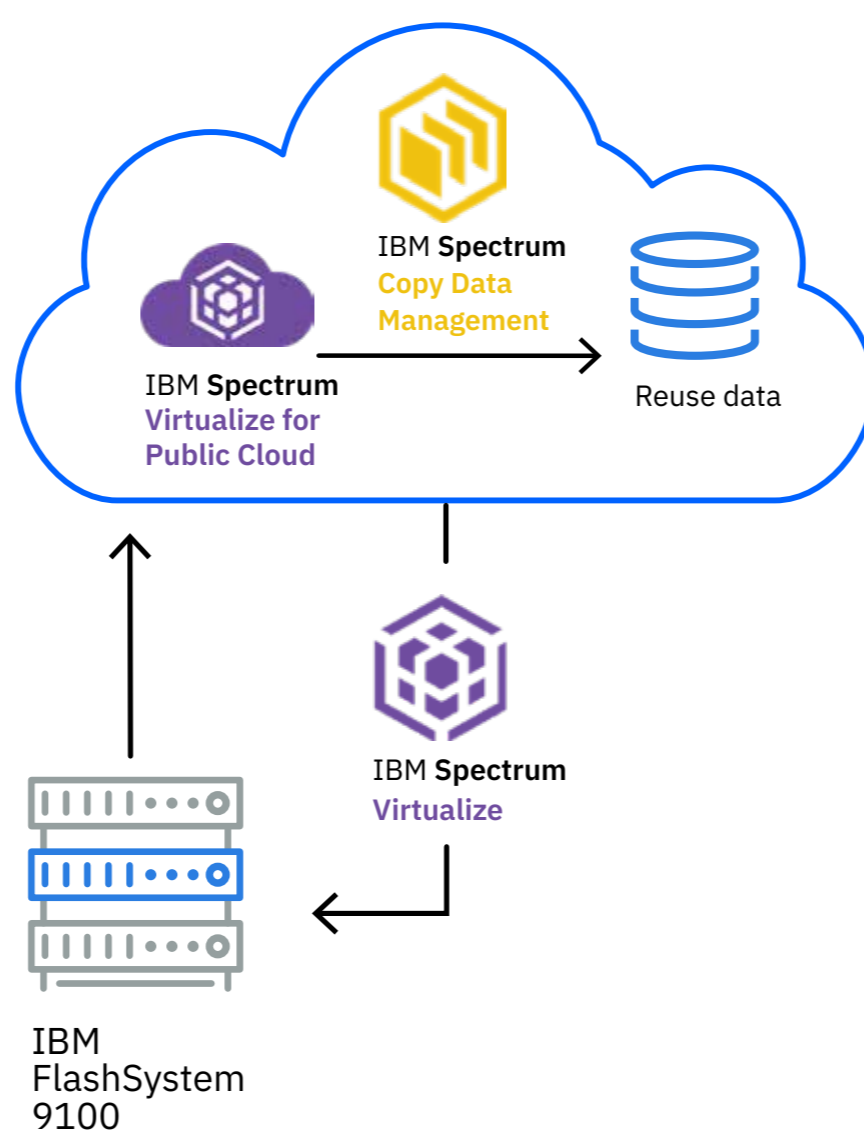 IBM Spectrum
Copy Data
Management
IBM Spectrum
Virtualize for
Public Cloud
Reuse data
IBM Spectrum
Virtualize
IBM
FlashSystem
9100